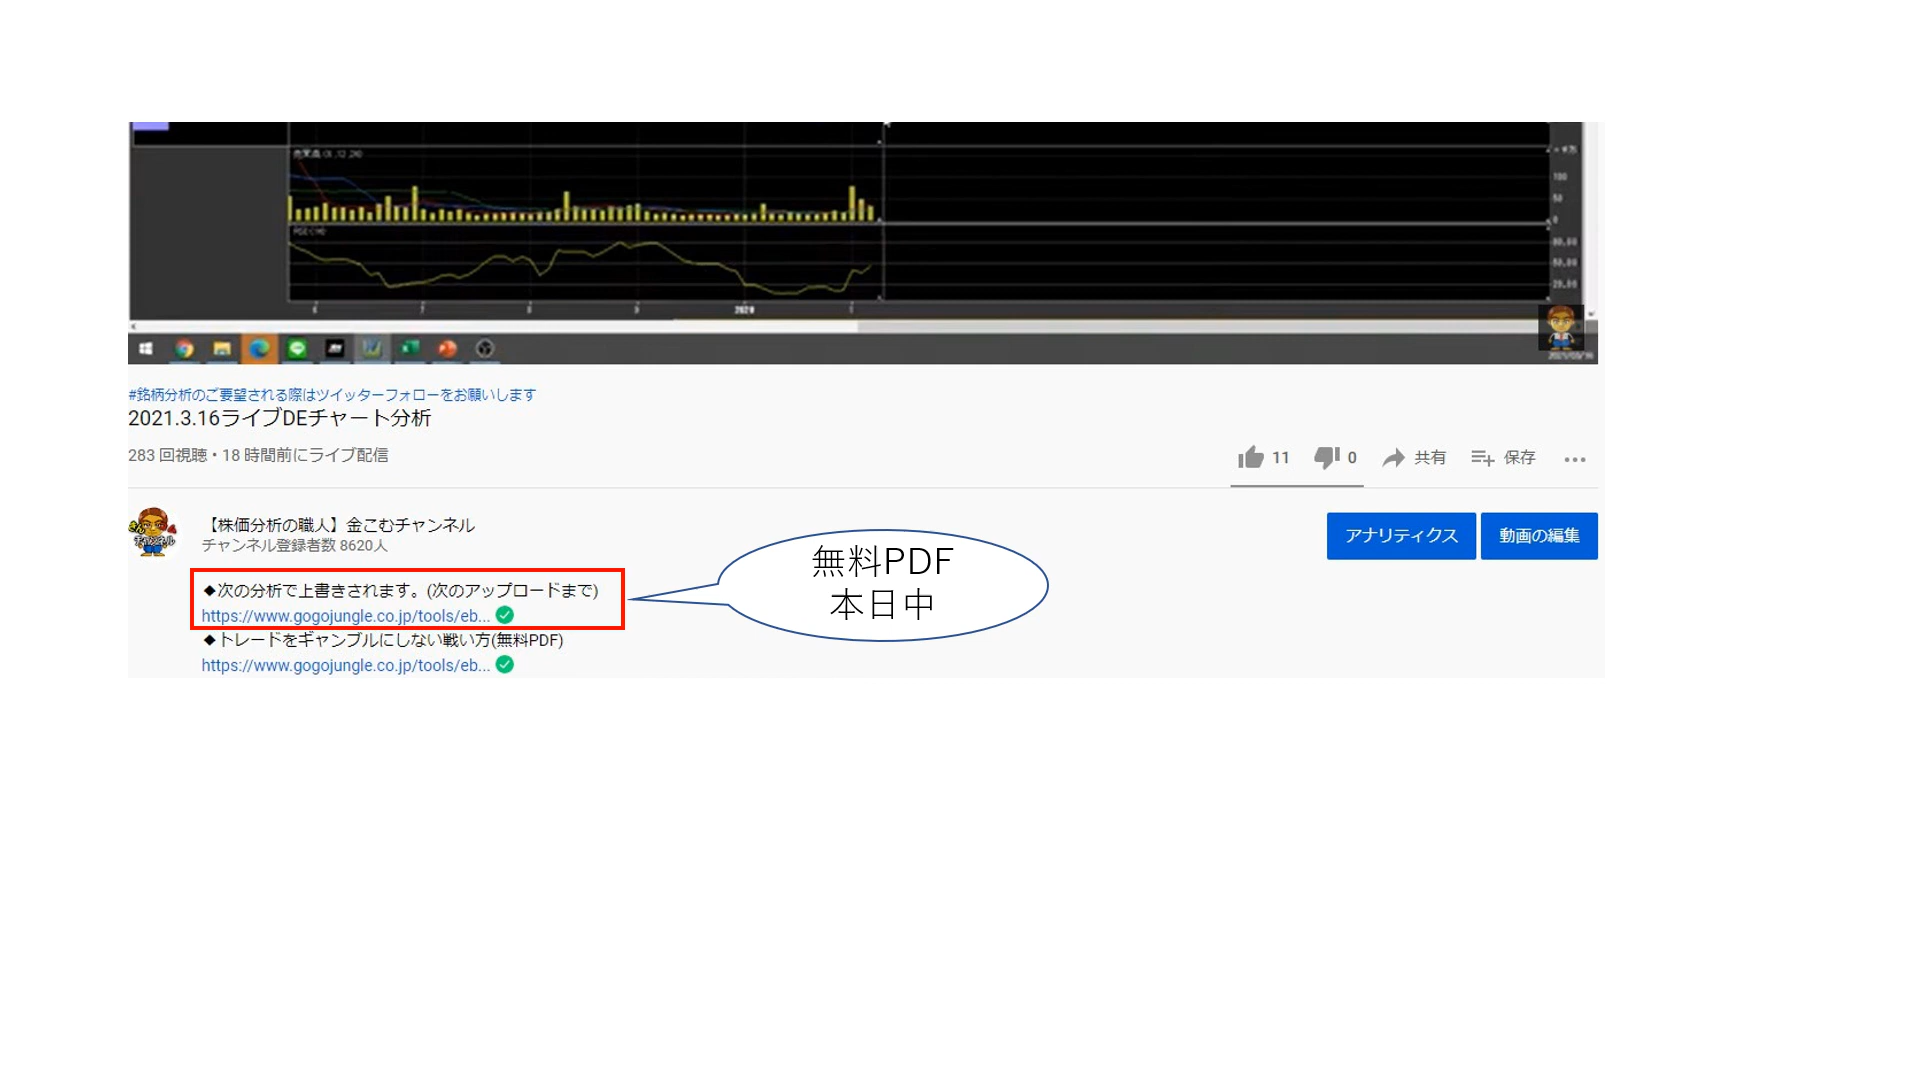 100
50
0
2020
#銘柄分析のご要望される際はツイッターフォローをお願いします
2021.3.16ライブDEチャート分析
283 回視聴・18 時間前にライブ配信
11
0
共有
保存
【株価分析の職人】金こむチャンネル
チャンネル登録者数 8620人
アナリティクス
動画の編集
◆次の分析で上書きされます。(次のアップロードまで)
https://www.gogojungle.co.jp/tools/eb...
無料PDF
本日中
◆トレードをギャンブルにしない戦い方(無料PDF)
https://www.gogojungle.co.jp/tools/eb...